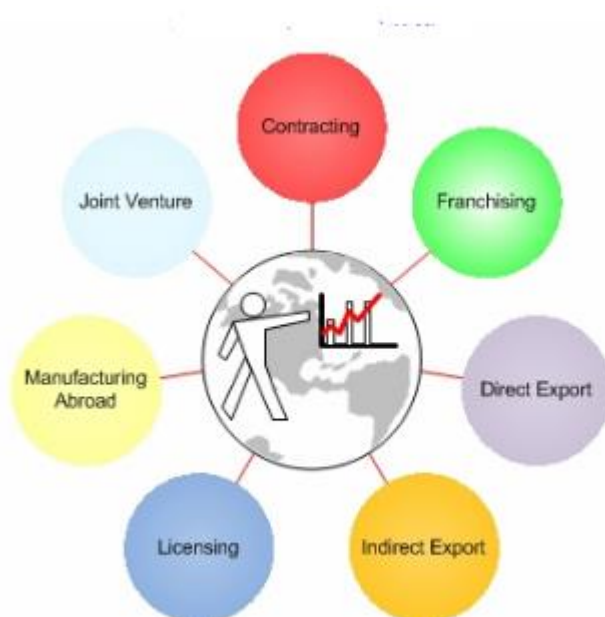 Contracting
Franchising
Direct Export
Indirect Export
Licensing
Manufacturing
Abroad
Joint Venture